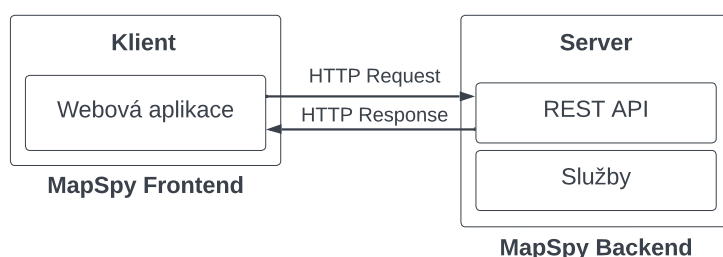 Klient
Webová aplikace
MapSpy Frontend
HTTP Request
HTTP Response
Server
REST API
Služby
MapSpy Backend